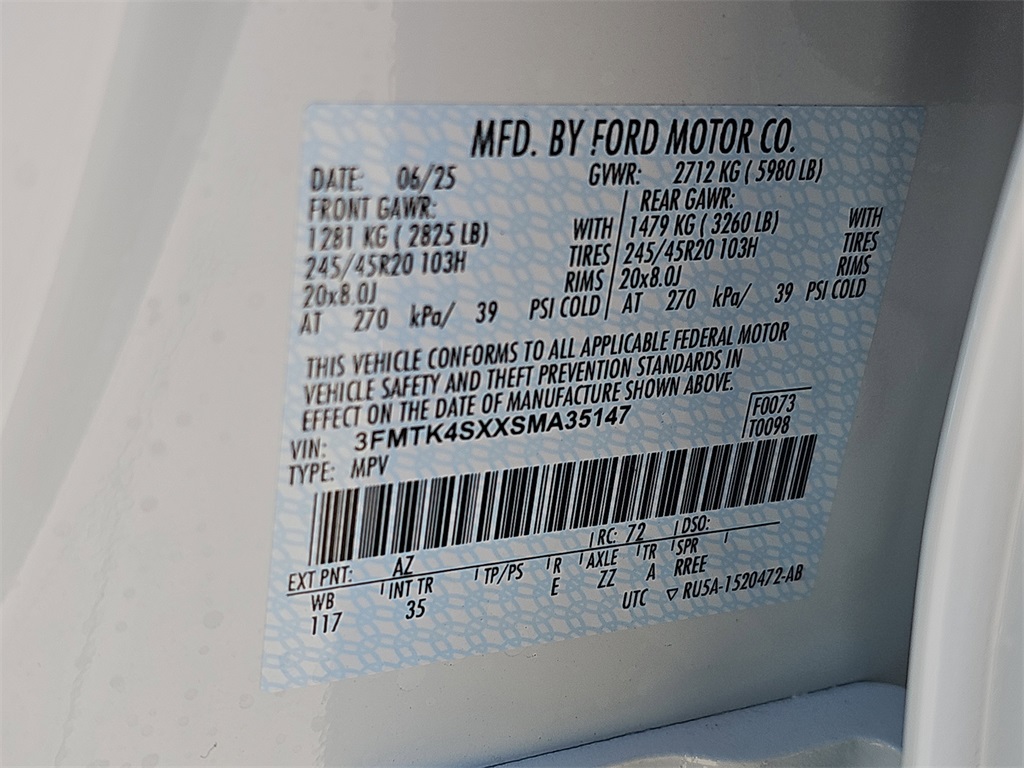 MFD. BY FORD MOTOR CO.
DATE: 06/25 GVWR: 2712 KG ( 5980 LB)
FRONT GAWR: REAR GAWR:
1281 KG ( 2825 LB) WITH 1479 KG ( 3260 LB) WITH
245/45R20 103H TIRES 245/45R20 103H TIRES
20x8.0J RIMS 20x8.0J RIMS
AT 270 kPa/ 39 PSI COLD AT 270 kPa/ 39 PSI COLD
THIS VEHICLE CONFORMS TO ALL APPLICABLE FEDERAL MOTOR
VEHICLE SAFETY AND THEFT PREVENTION STANDARDS IN
EFFECT ON THE DATE OF MANUFACTURE SHOWN ABOVE.
VIN: 3FMTK4SXXSMA35147 F0073
TYPE: MPV T0098
EXT PNT: AZ RC: 72 DSO:
WB INT TR TP/PS R AXLE TR SPR
117 35 E ZZ A RREE
UTC ▽ RU5A-1520472-AB